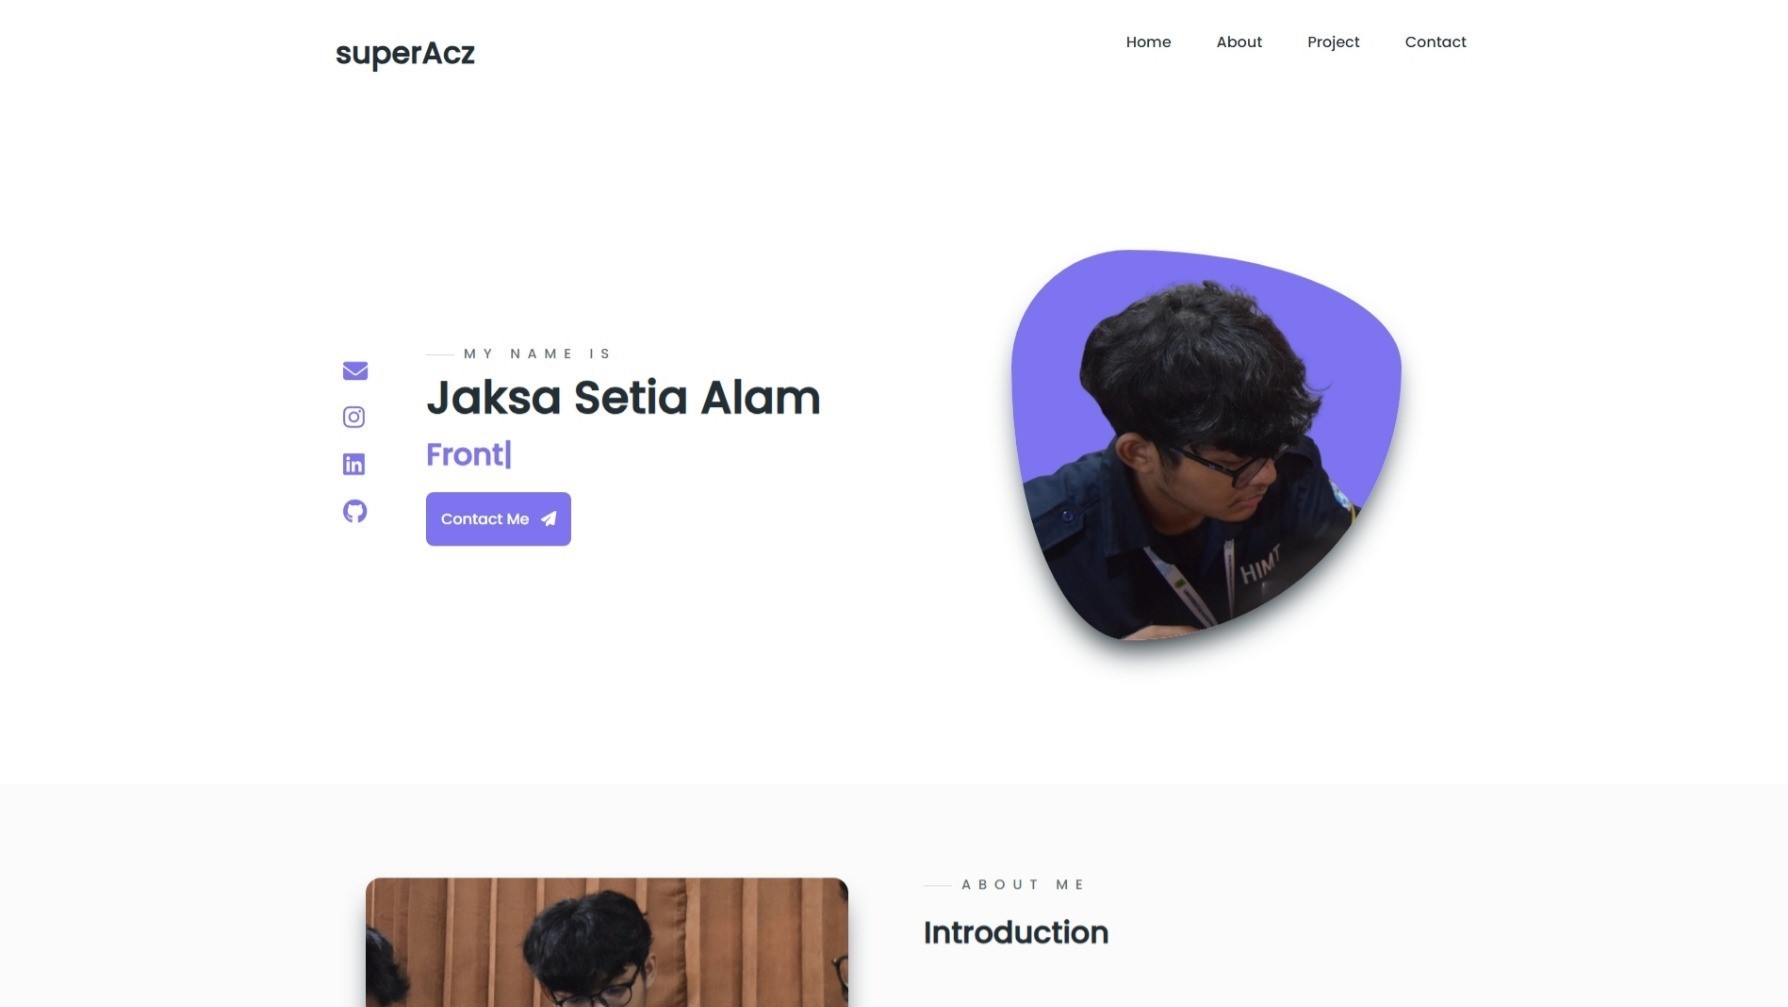 superAcz
Home About Project Contact
MY NAME IS
Jaksa Setia Alam
Front|
Contact Me
HIMT
ABOUT ME
Introduction